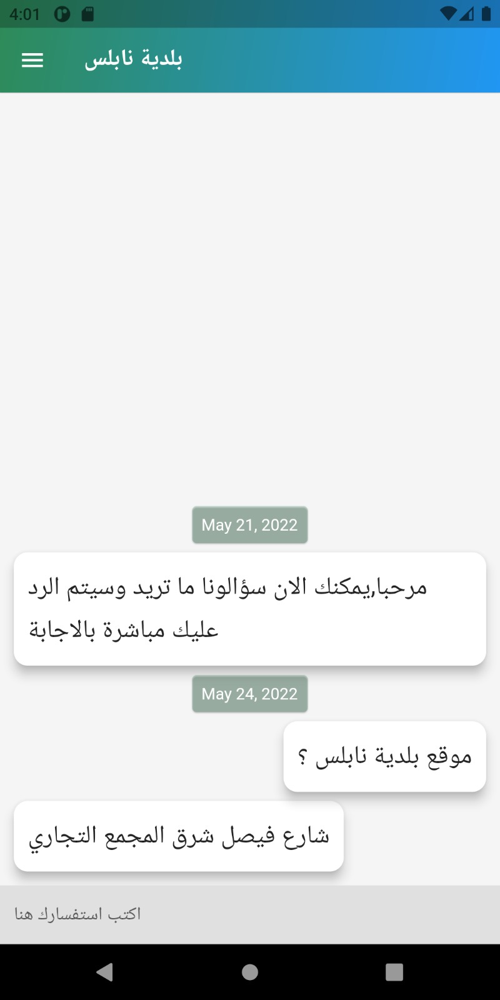 4:01
بلدية نابلس
May 21, 2022
مرحبا,يمكنك الان سؤالونا ما تريد وسيتم الرد
عليك مباشرة بالاجابة
May 24, 2022
موقع بلدية نابلس ؟
شارع فيصل شرق المجمع التجاري
اكتب استفسارك هنا